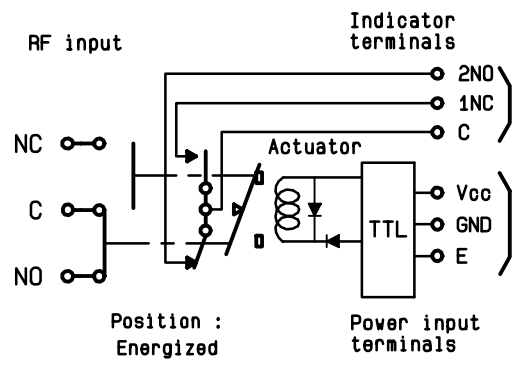 Indicator
terminals
RF input
2NO
1NC
C
Actuator
NC
C
NO
Vcc
GND
E
TTL
Position :
Energized
Power input
terminals